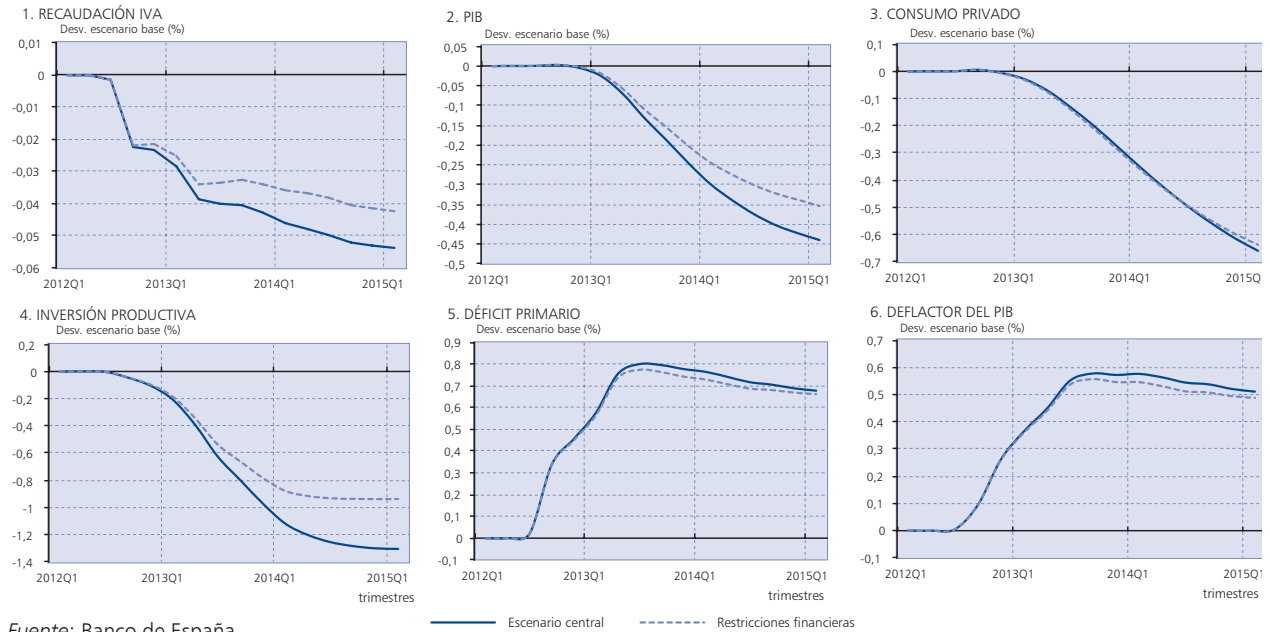 1. RECAUDACIÓN IVA
Desv. escenario base (%)
0,01
0
-0,01
-0,02
-0,03
-0,04
-0,05
-0,06
2012Q1 2013Q1 2014Q1 2015Q1
2. PIB
Desv. escenario base (%)
0,05
0
-0,05
-0,1
-0,15
-0,2
-0,25
-0,3
-0,35
-0,4
-0,45
-0,5
2012Q1 2013Q1 2014Q1 2015Q1
3. CONSUMO PRIVADO
Desv. escenario base (%)
0,1
0
-0,1
-0,2
-0,3
-0,4
-0,5
-0,6
-0,7
2012Q1 2013Q1 2014Q1 2015Q1
4. INVERSIÓN PRODUCTIVA
Desv. escenario base (%)
0,2
0
-0,2
-0,4
-0,6
-0,8
-1
-1,2
-1,4
2012Q1 2013Q1 2014Q1 2015Q1
trimestres
5. DÉFICIT PRIMARIO
Desv. escenario base (%)
0,9
0,8
0,7
0,6
0,5
0,4
0,3
0,2
0,1
0
-0,1
2012Q1 2013Q1 2014Q1 2015Q1
trimestres
6. DEFLACTOR DEL PIB
Desv. escenario base (%)
0,7
0,6
0,5
0,4
0,3
0,2
0,1
0
-0,1
2012Q1 2013Q1 2014Q1 2015Q1
trimestres
Escenario central Restricciones financieras
Fuente: Banco de España